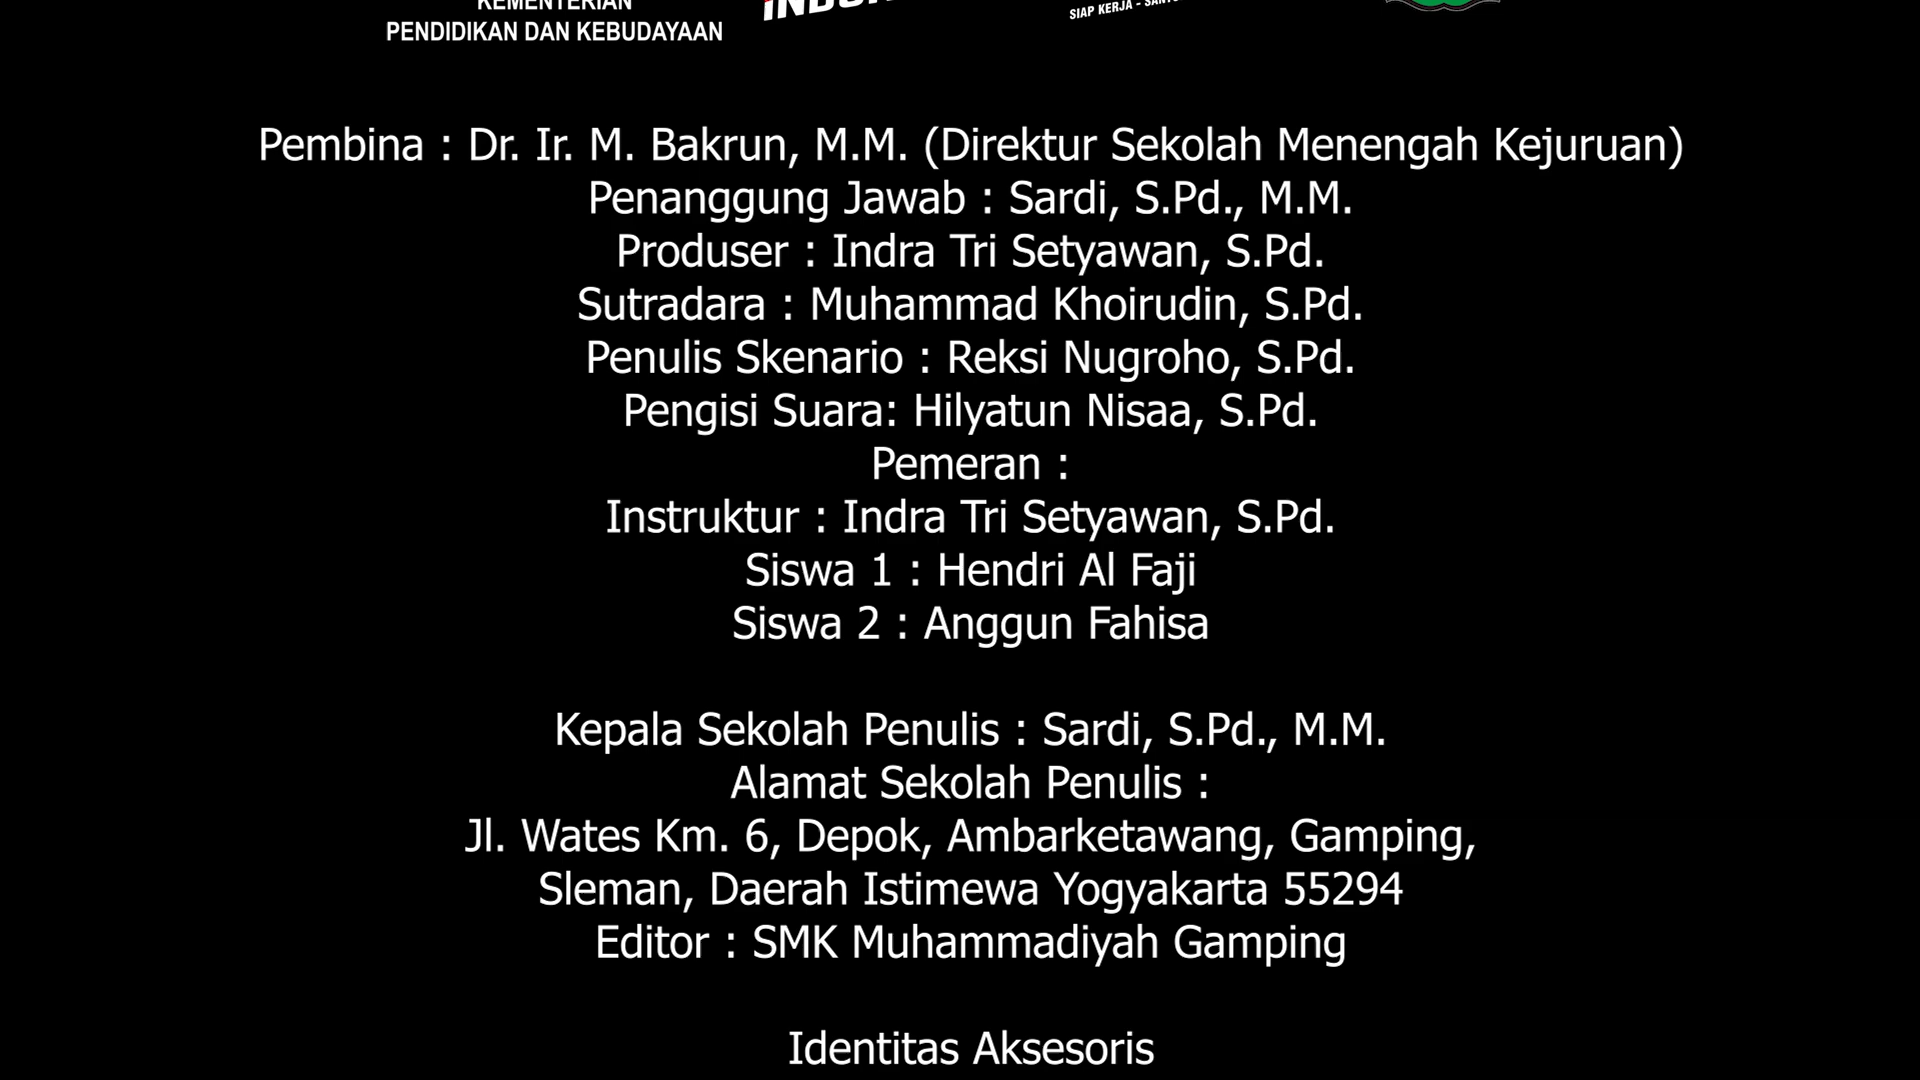 KEMENTERIAN
PENDIDIKAN DAN KEBUDAYAAN
SIAP KERJA -
Pembina : Dr. Ir. M. Bakrun, M.M. (Direktur Sekolah Menengah Kejuruan)
Penanggung Jawab : Sardi, S.Pd., M.M.
Produser : Indra Tri Setyawan, S.Pd.
Sutradara : Muhammad Khoirudin, S.Pd.
Penulis Skenario : Reksi Nugroho, S.Pd.
Pengisi Suara: Hilyatun Nisaa, S.Pd.
Pemeran :
Instruktur : Indra Tri Setyawan, S.Pd.
Siswa 1 : Hendri Al Faji
Siswa 2 : Anggun Fahisa
Kepala Sekolah Penulis : Sardi, S.Pd., M.M.
Alamat Sekolah Penulis :
Jl. Wates Km. 6, Depok, Ambarketawang, Gamping,
Sleman, Daerah Istimewa Yogyakarta 55294
Editor : SMK Muhammadiyah Gamping
Identitas Aksesoris